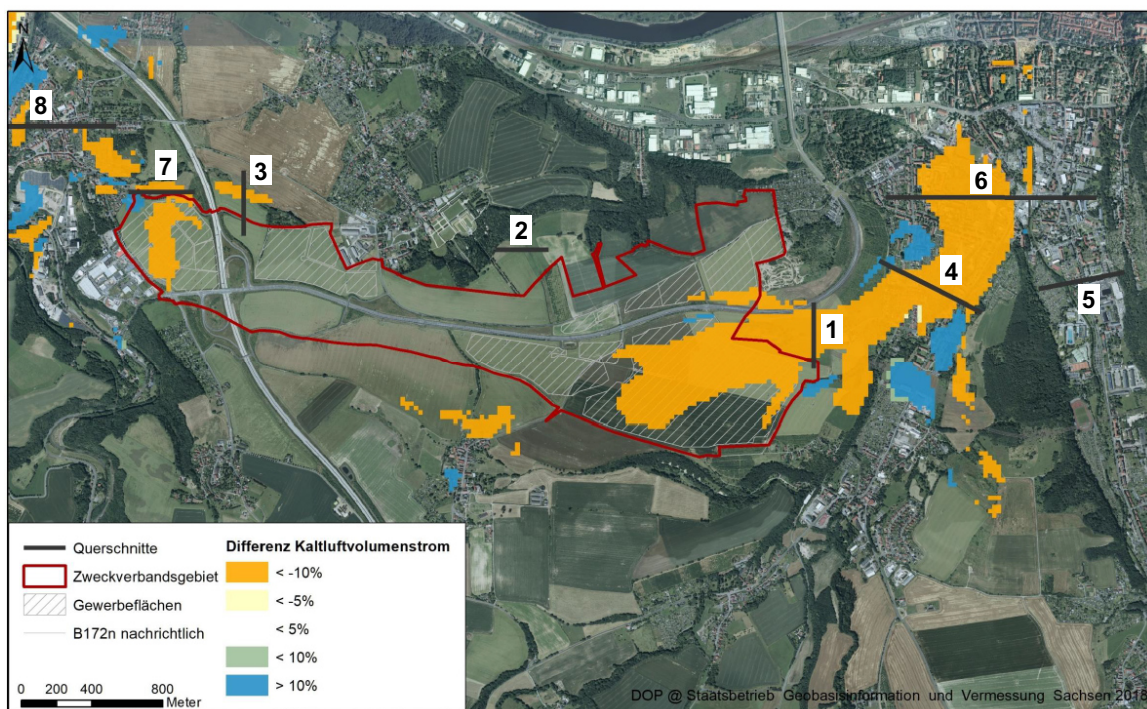 N
8
7
3
2
6
4
5
1
Querschnitte
Zweckverbandsgebiet
Gewerbeflächen
B172n nachrichtlich
0 200 400 800
Meter
Differenz Kaltluftvolumenstrom
< -10%
< -5%
< 5%
< 10%
> 10%
DOP @ Staatsbetrieb Geobasisinformation und Vermessung Sachsen 2018